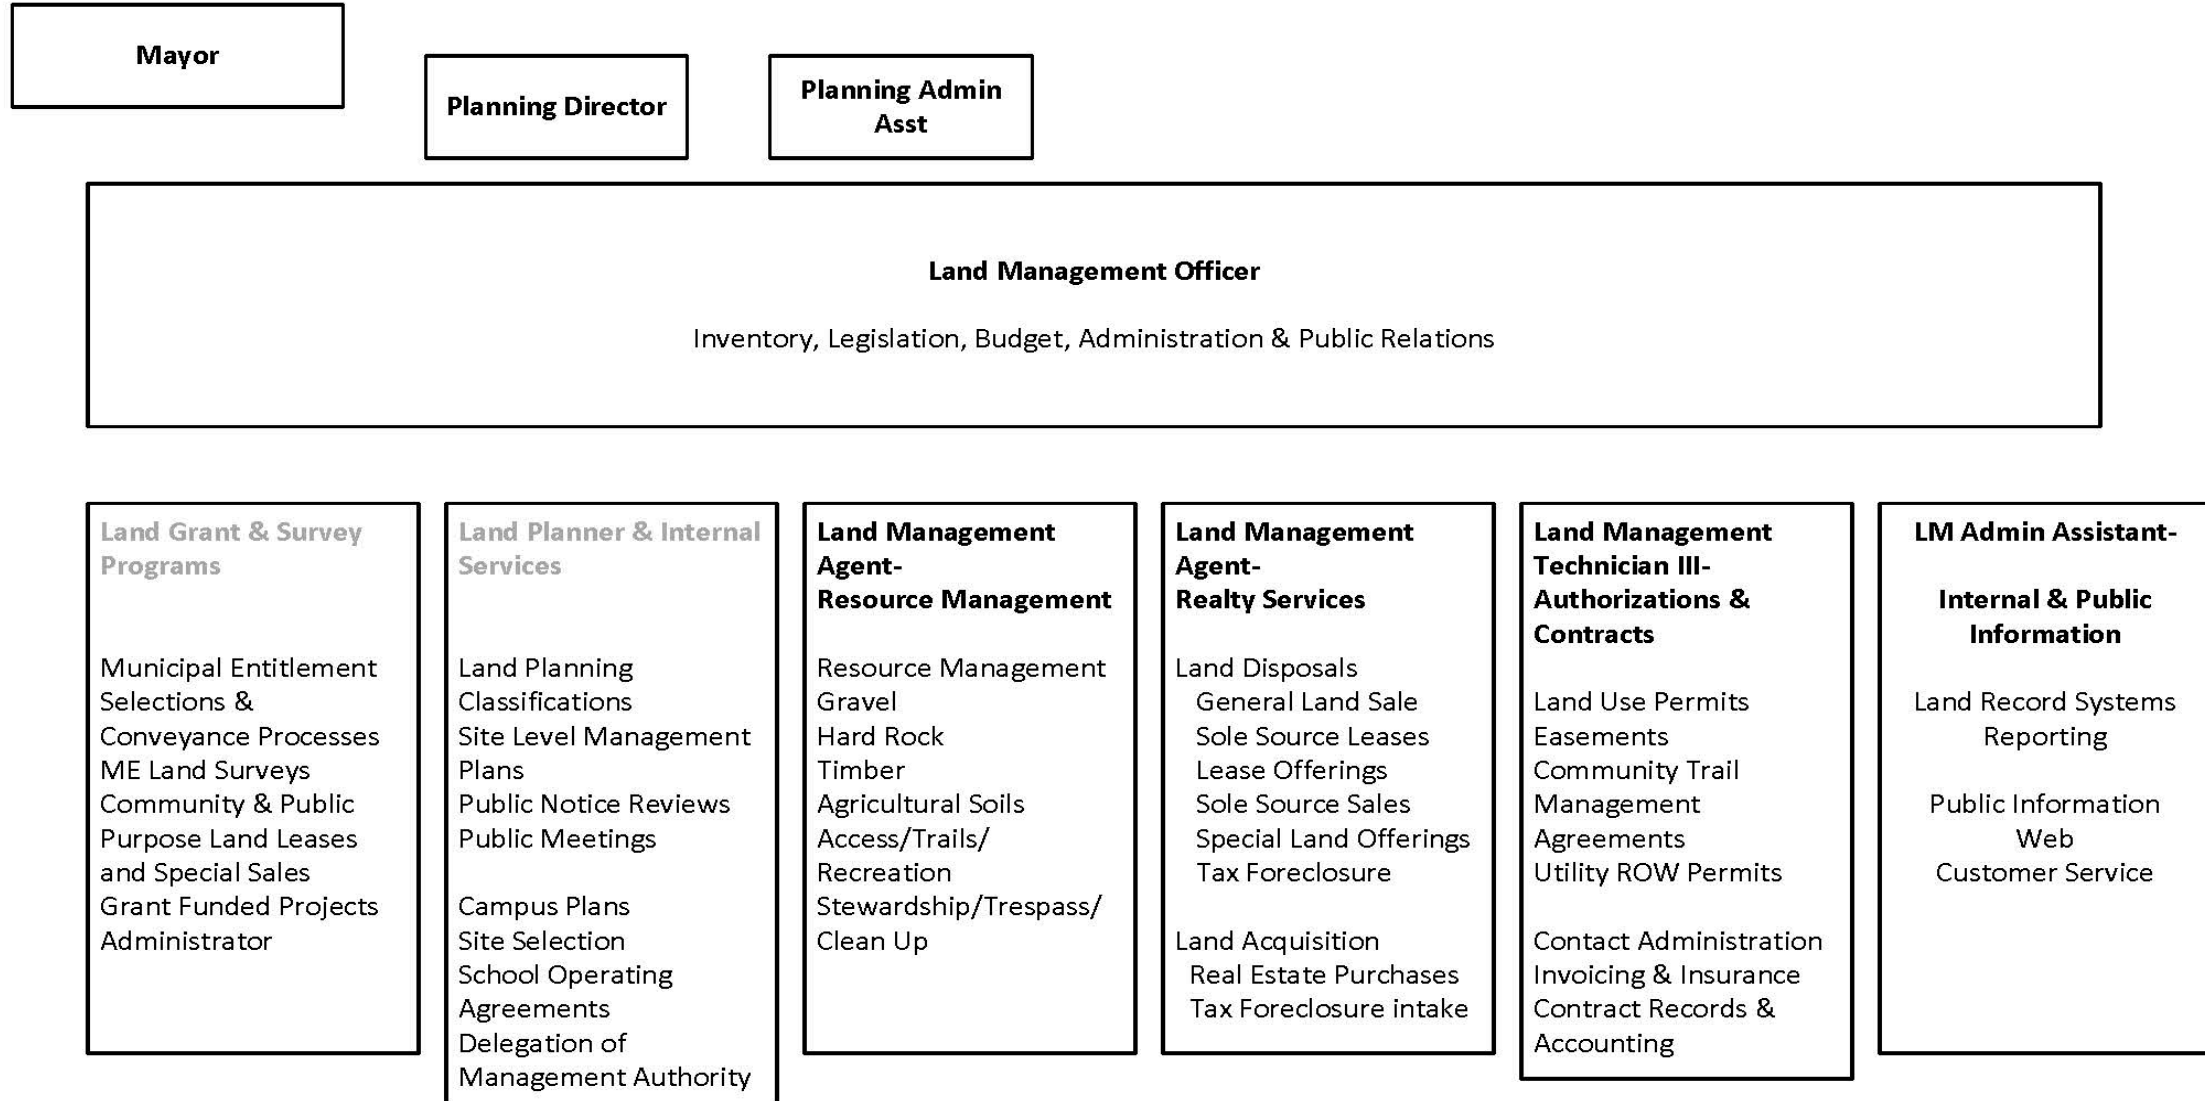 Mayor
Planning Director
Planning Admin
Asst
Land Management Officer
Inventory, Legislation, Budget, Administration & Public Relations
Land Grant & Survey
Programs
Municipal Entitlement
Selections &
Conveyance Processes
ME Land Surveys
Community & Public
Purpose Land Leases
and Special Sales
Grant Funded Projects
Administrator
Land Planner & Internal
Services
Land Planning
Classifications
Site Level Management
Plans
Public Notice Reviews
Public Meetings
Campus Plans
Site Selection
School Operating
Agreements
Delegation of
Management Authority
Land Management
Agent-
Resource Management
Resource Management
Gravel
Hard Rock
Timber
Agricultural Soils
Access/Trails/
Recreation
Stewardship/Trespass/
Clean Up
Land Management
Agent-
Realty Services
Land Disposals
General Land Sale
Sole Source Leases
Lease Offerings
Sole Source Sales
Special Land Offerings
Tax Foreclosure
Land Acquisition
Real Estate Purchases
Tax Foreclosure intake
Land Management
Technician III-
Authorizations &
Contracts
Land Use Permits
Easements
Community Trail
Management
Agreements
Utility ROW Permits
Contact Administration
Invoicing & Insurance
Contract Records &
Accounting
LM Admin Assistant-
Internal & Public
Information
Land Record Systems
Reporting
Public Information
Web
Customer Service